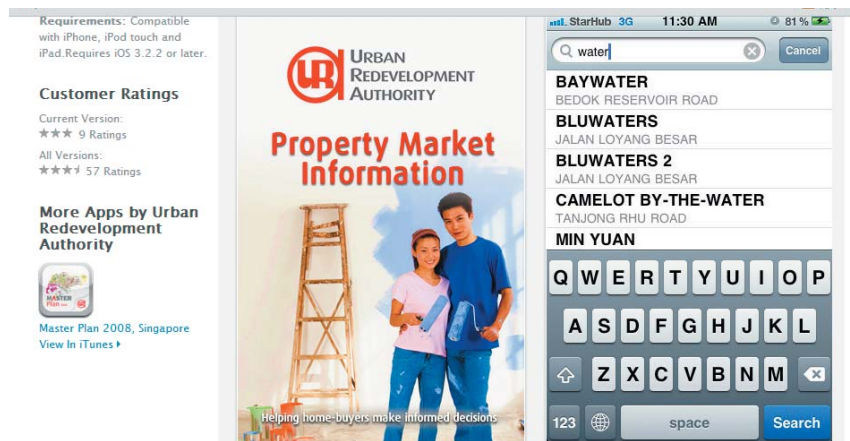 Requirements: Compatible
with iPhone, iPod touch and
iPad.Requires iOS 3.2.2 or later.
Customer Ratings
Current Version:
★★★ 9 Ratings
All Versions:
★★★½ 57 Ratings
More Apps by Urban
Redevelopment
Authority
MASTER
Plan
Master Plan 2008, Singapore
View In iTunes
URBAN
REDEVELOPMENT
AUTHORITY
Property Market
Information
Helping home-buyers make informed decisions
StarHub 3G 11:30 AM 81%
water Cancel
BAYWATER
BEDOK RESERVOIR ROAD
BLUWATERS
JALAN LOYANG BESAR
BLUWATERS 2
JALAN LOYANG BESAR
CAMELOT BY-THE-WATER
TANJONG RHU ROAD
MIN YUAN
Q W E R T Y U I O P
A S D F G H J K L
Z X C V B N M
123 space Search